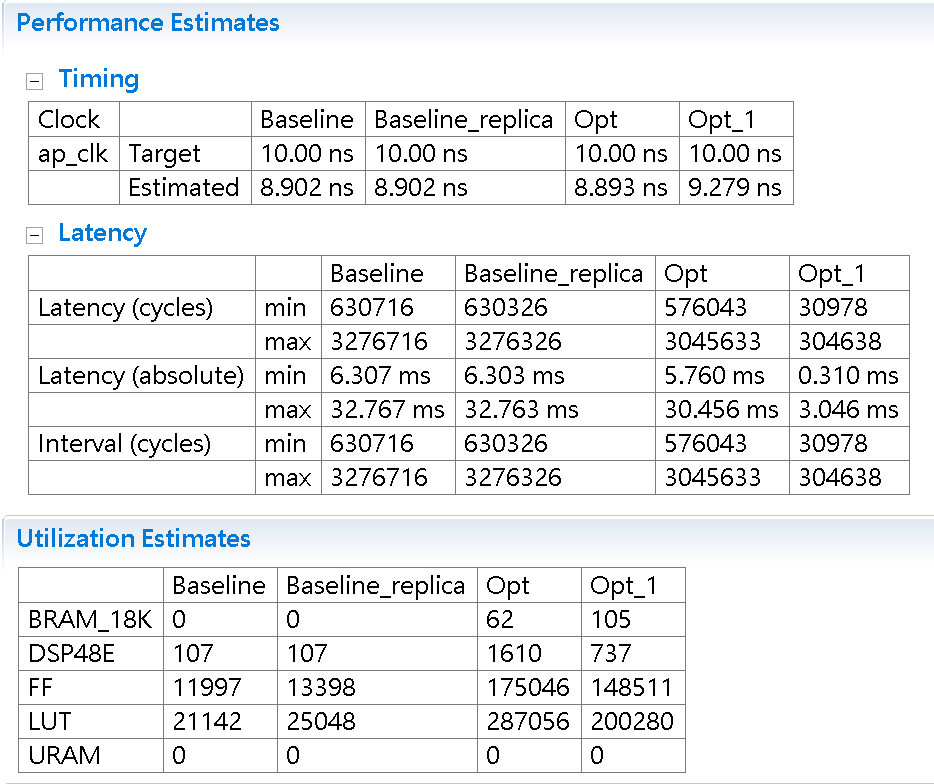 Performance Estimates
Timing
Clock Baseline Baseline_replica Opt Opt_1
ap_clk Target 10.00 ns 10.00 ns 10.00 ns 10.00 ns
Estimated 8.902 ns 8.902 ns 8.893 ns 9.279 ns
Latency
Baseline Baseline_replica Opt Opt_1
Latency (cycles) min 630716 630326 576043 30978
max 3276716 3276326 3045633 304638
Latency (absolute) min 6.307 ms 6.303 ms 5.760 ms 0.310 ms
max 32.767 ms 32.763 ms 30.456 ms 3.046 ms
Interval (cycles) min 630716 630326 576043 30978
max 3276716 3276326 3045633 304638
Utilization Estimates
Baseline Baseline_replica Opt Opt_1
BRAM_18K 0 0 62 105
DSP48E 107 107 1610 737
FF 11997 13398 175046 148511
LUT 21142 25048 287056 200280
URAM 0 0 0 0